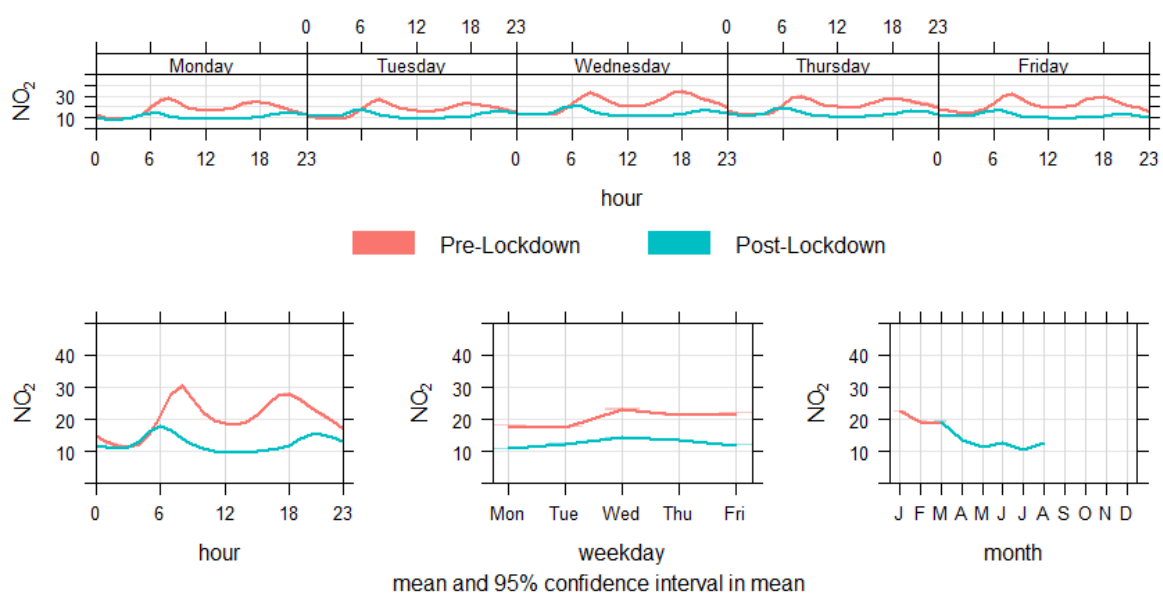 0 6 12 18 23 0 6 12 18 23
Monday Tuesday Wednesday Thursday Friday
NO₂
30
10
0 6 12 18 23 0 6 12 18 23 0 6 12 18 23
hour
Pre-Lockdown Post-Lockdown
NO₂
40
30
20
10
0 6 12 18 23
hour
NO₂
40
30
20
10
Mon Tue Wed Thu Fri
weekday
NO₂
40
30
20
10
J F M A M J J A S O N D
month
mean and 95% confidence interval in mean